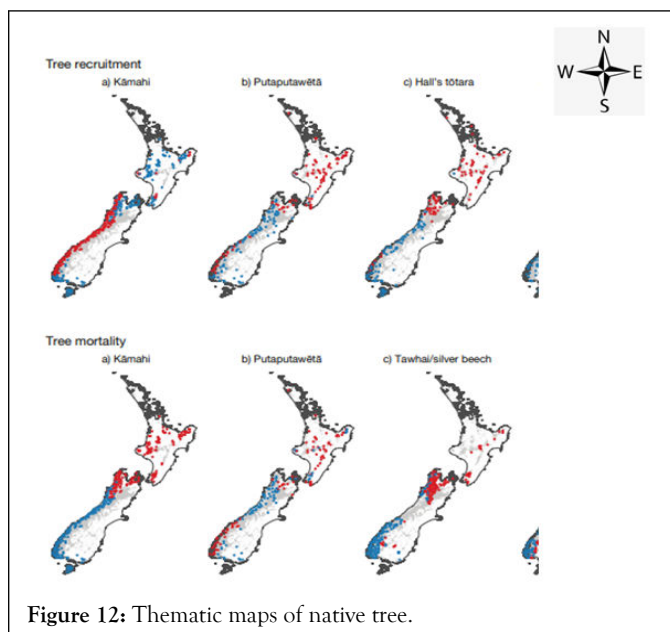 N
W E
S
Tree recruitment
a) Kāmahi b) Putaputawētā c) Hall's tōtara
Tree mortality
a) Kāmahi b) Putaputawētā c) Tawhai/silver beech
Figure 12: Thematic maps of native tree.